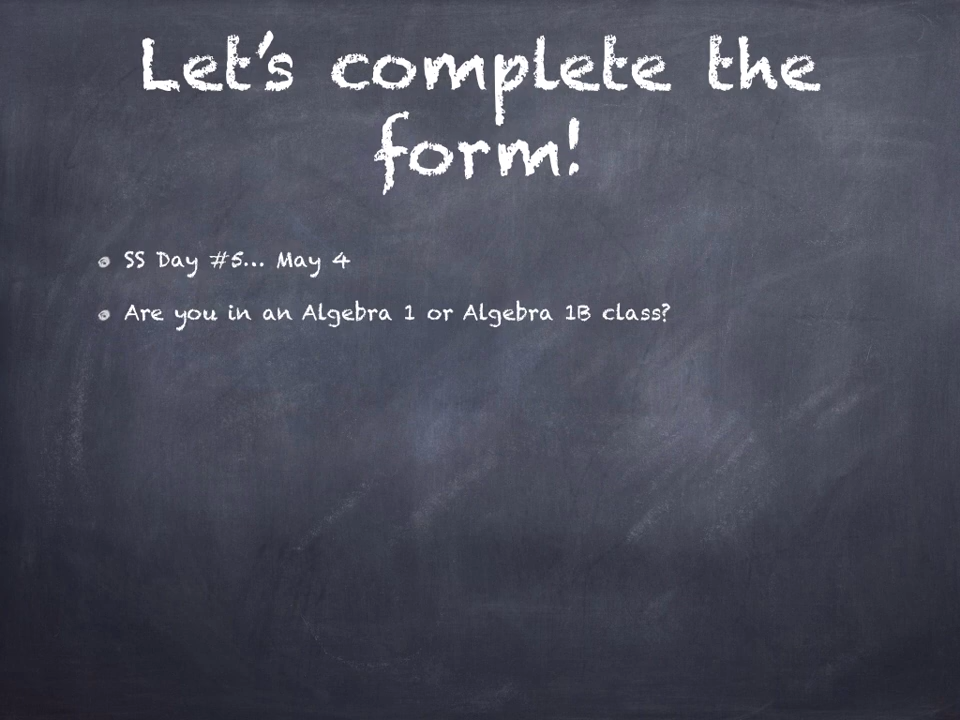 Let's complete the
form!
SS Day #5... May 4
Are you in an Algebra 1 or Algebra 1B class?